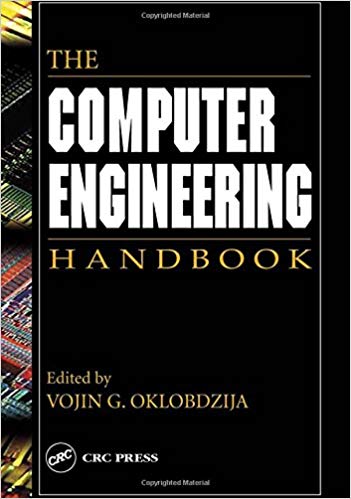 THE
COMPUTER
ENGINEERING
HANDBOOK
Edited by
VOJIN G. OKLOBDZIJA
CRC CRC PRESS